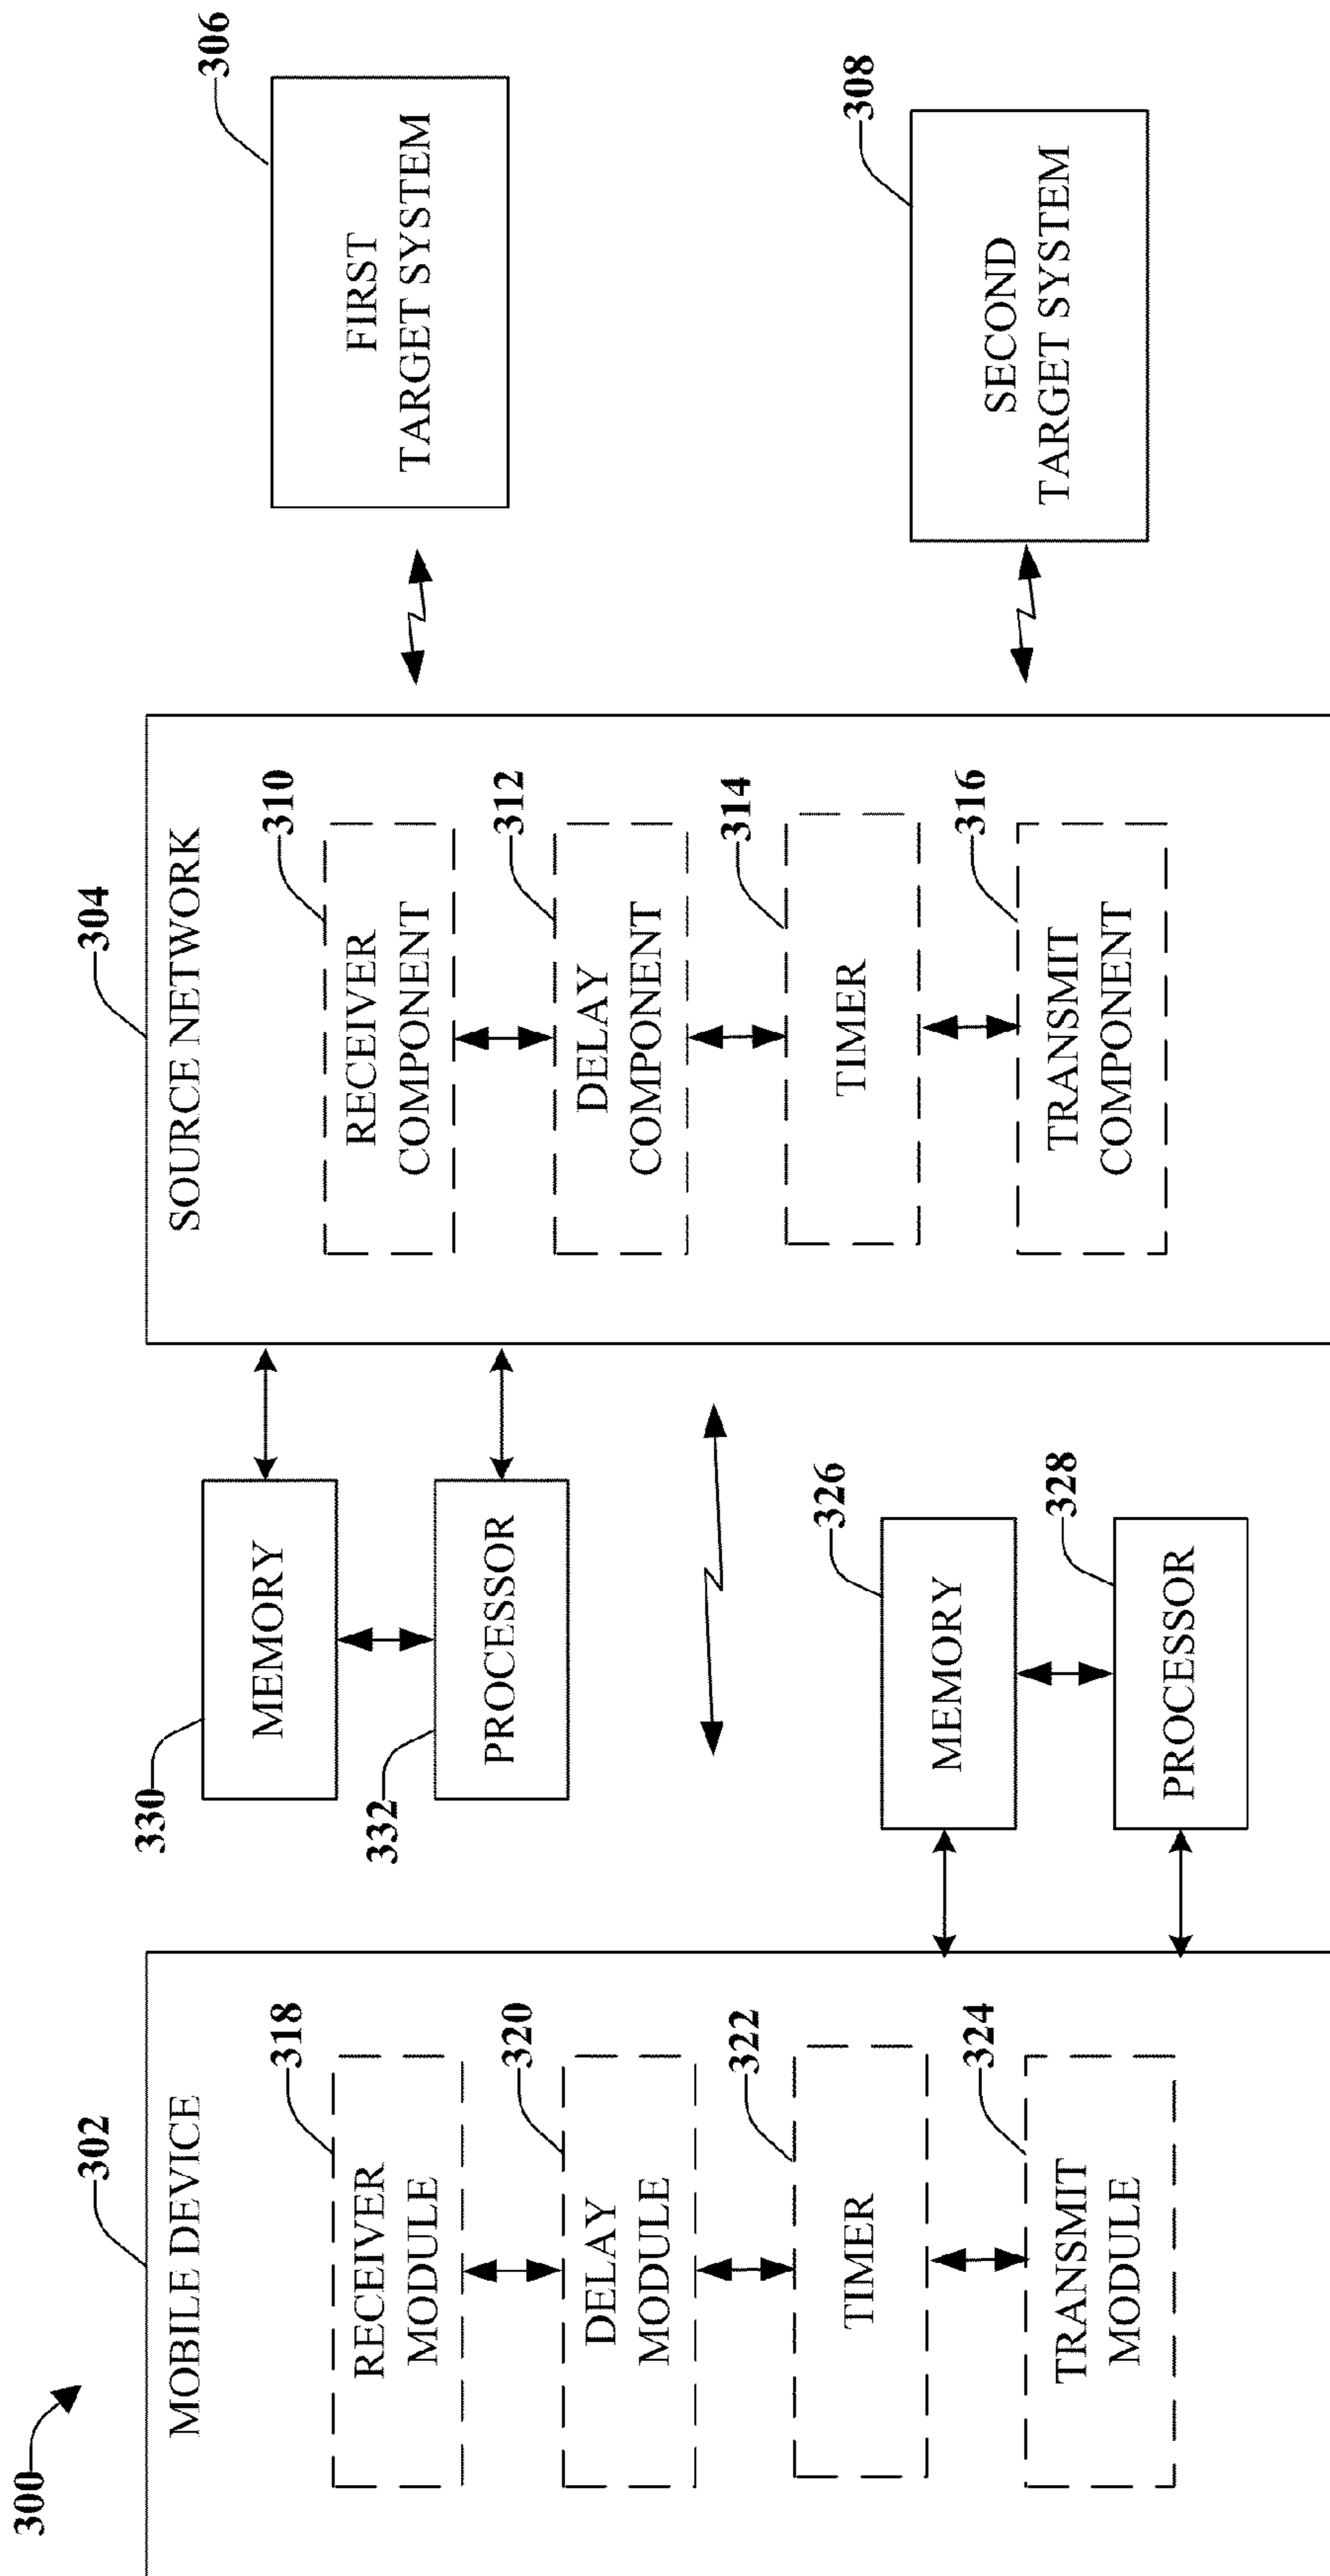 300
302
MOBILE DEVICE
318
RECEIVER
MODULE
320
DELAY
MODULE
322
TIMER
324
TRANSMIT
MODULE
330
MEMORY
332
PROCESSOR
326
MEMORY
328
PROCESSOR
304
SOURCE NETWORK
310
RECEIVER
COMPONENT
312
DELAY
COMPONENT
314
TIMER
316
TRANSMIT
COMPONENT
306
FIRST
TARGET SYSTEM
308
SECOND
TARGET SYSTEM